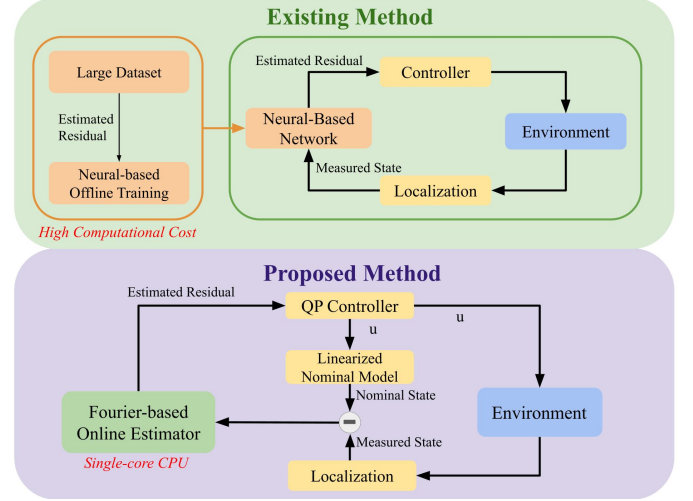 Existing Method
Large Dataset
Estimated
Residual
Neural-based
Offline Training
High Computational Cost
Estimated Residual
Controller
Neural-Based
Network
Environment
Measured State
Localization
Proposed Method
Estimated Residual
QP Controller
u
u
Linearized
Nominal Model
Nominal State
Fourier-based
Online Estimator
Single-core CPU
Environment
Measured State
Localization